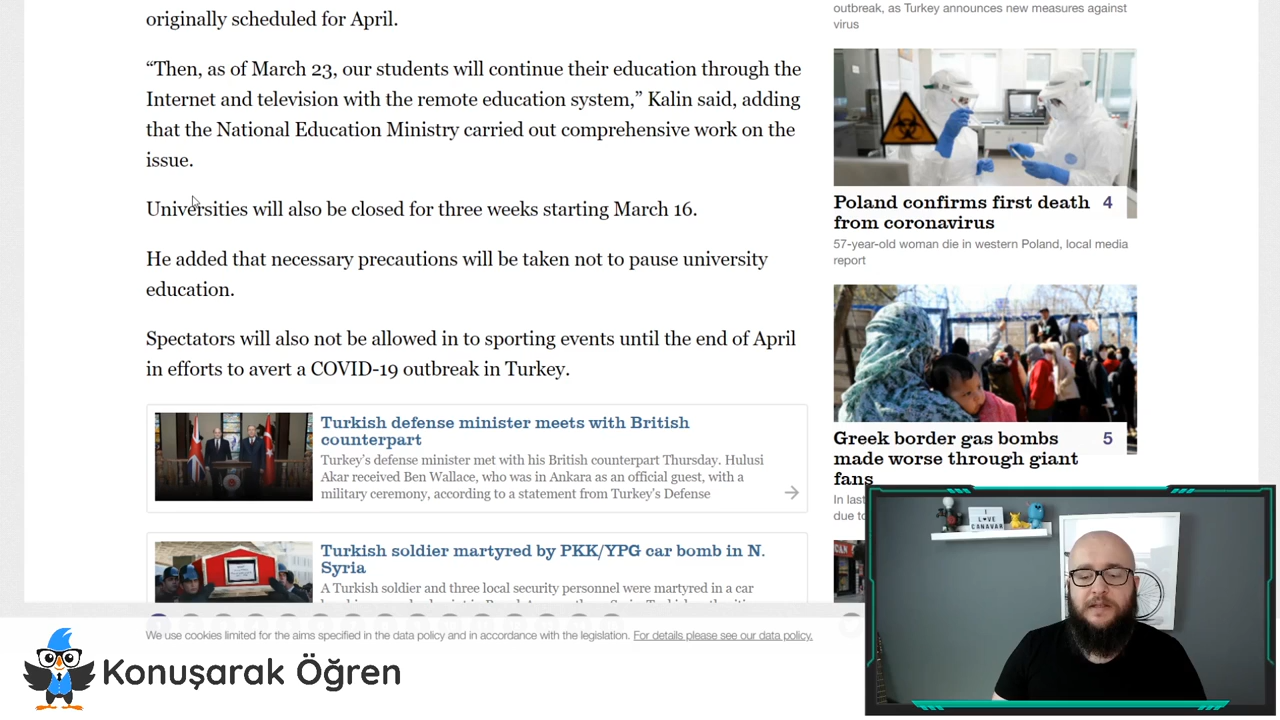 originally scheduled for April.
“Then, as of March 23, our students will continue their education through the
Internet and television with the remote education system,” Kalin said, adding
that the National Education Ministry carried out comprehensive work on the
issue.
Universities will also be closed for three weeks starting March 16.
He added that necessary precautions will be taken not to pause university
education.
Spectators will also not be allowed in to sporting events until the end of April
in efforts to avert a COVID-19 outbreak in Turkey.
Turkish defense minister meets with British
counterpart
Turkey’s defense minister met with his British counterpart Thursday. Hulusi
Akar received Ben Wallace, who was in Ankara as an official guest, with a
military ceremony, according to a statement from Turkey’s Defense
Turkish soldier martyred by PKK/YPG car bomb in N.
Syria
A Turkish soldier and three local security personnel were martyred in a car
outbreak, as Turkey announces new measures against
virus
Poland confirms first death 4
from coronavirus
57-year-old woman die in western Poland, local media
report
Greek border gas bombs 5
made worse through giant
fans
In last
due to
I
LOVE
CANAVAR
We use cookies limited for the aims specified in the data policy and in accordance with the legislation. For details please see our data policy.
Konuşarak Öğren